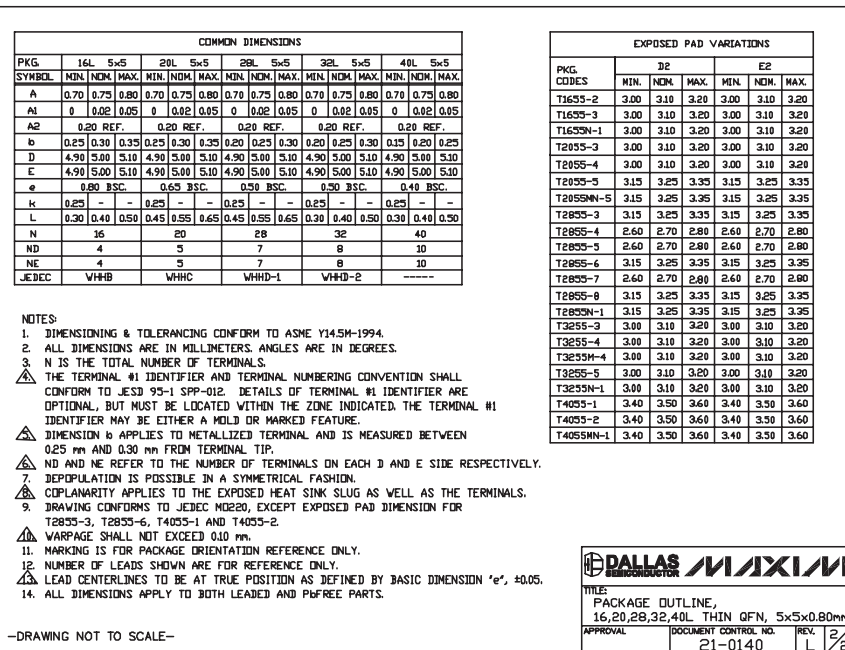 COMMON DIMENSIONS
PKG. 16L 5x5 20L 5x5 28L 5x5 32L 5x5 40L 5x5
SYMBOL MIN. NOM. MAX. MIN. NOM. MAX. MIN. NOM. MAX. MIN. NOM. MAX. MIN. NOM. MAX.
A 0.70 0.75 0.80 0.70 0.75 0.80 0.70 0.75 0.80 0.70 0.75 0.80 0.70 0.75 0.80
A1 0 0.02 0.05 0 0.02 0.05 0 0.02 0.05 0 0.02 0.05 0 0.02 0.05
A2 0.20 REF. 0.20 REF. 0.20 REF. 0.20 REF. 0.20 REF.
b 0.25 0.30 0.35 0.25 0.30 0.35 0.20 0.25 0.30 0.20 0.25 0.30 0.15 0.20 0.25
D 4.90 5.00 5.10 4.90 5.00 5.10 4.90 5.00 5.10 4.90 5.00 5.10 4.90 5.00 5.10
E 4.90 5.00 5.10 4.90 5.00 5.10 4.90 5.00 5.10 4.90 5.00 5.10 4.90 5.00 5.10
e 0.80 BSC. 0.65 BSC. 0.50 BSC. 0.50 BSC. 0.40 BSC.
k 0.25 - - 0.25 - - 0.25 - - 0.25 - - 0.25 - -
L 0.30 0.40 0.50 0.45 0.55 0.65 0.45 0.55 0.65 0.30 0.40 0.50 0.30 0.40 0.50
N 16 20 28 32 40
ND 4 5 7 8 10
NE 4 5 7 8 10
JEDEC WHHB WHHC WHHD-1 WHHD-2 -----
EXPOSED PAD VARIATIONS
PKG. CODES D2 E2
MIN. NOM. MAX. MIN. NOM. MAX.
T1655-2 3.00 3.10 3.20 3.00 3.10 3.20
T1655-3 3.00 3.10 3.20 3.00 3.10 3.20
T1655N-1 3.00 3.10 3.20 3.00 3.10 3.20
T2055-3 3.00 3.10 3.20 3.00 3.10 3.20
T2055-4 3.00 3.10 3.20 3.00 3.10 3.20
T2055-5 3.15 3.25 3.35 3.15 3.25 3.35
T2055MN-5 3.15 3.25 3.35 3.15 3.25 3.35
T2855-3 3.15 3.25 3.35 3.15 3.25 3.35
T2855-4 2.60 2.70 2.80 2.60 2.70 2.80
T2855-5 2.60 2.70 2.80 2.60 2.70 2.80
T2855-6 3.15 3.25 3.35 3.15 3.25 3.35
T2855-7 2.60 2.70 2.80 2.60 2.70 2.80
T2855-8 3.15 3.25 3.35 3.15 3.25 3.35
T2855N-1 3.15 3.25 3.35 3.15 3.25 3.35
T3255-3 3.00 3.10 3.20 3.00 3.10 3.20
T3255-4 3.00 3.10 3.20 3.00 3.10 3.20
T3255M-4 3.00 3.10 3.20 3.00 3.10 3.20
T3255-5 3.00 3.10 3.20 3.00 3.10 3.20
T3255N-1 3.00 3.10 3.20 3.00 3.10 3.20
T4055-1 3.40 3.50 3.60 3.40 3.50 3.60
T4055-2 3.40 3.50 3.60 3.40 3.50 3.60
T4055MN-1 3.40 3.50 3.60 3.40 3.50 3.60
NOTES:
1. DIMENSIONING & TOLERANCING CONFORM TO ASME Y14.5M-1994.
2. ALL DIMENSIONS ARE IN MILLIMETERS. ANGLES ARE IN DEGREES.
3. N IS THE TOTAL NUMBER OF TERMINALS.
4. THE TERMINAL #1 IDENTIFIER AND TERMINAL NUMBERING CONVENTION SHALL
CONFORM TO JESD 95-1 SPP-012. DETAILS OF TERMINAL #1 IDENTIFIER ARE
OPTIONAL, BUT MUST BE LOCATED WITHIN THE ZONE INDICATED. THE TERMINAL #1
IDENTIFIER MAY BE EITHER A MOLD OR MARKED FEATURE.
5. DIMENSION b APPLIES TO METALLIZED TERMINAL AND IS MEASURED BETWEEN
0.25 mm AND 0.30 mm FROM TERMINAL TIP.
6. ND AND NE REFER TO THE NUMBER OF TERMINALS ON EACH D AND E SIDE RESPECTIVELY.
7. DEPOPULATION IS POSSIBLE IN A SYMMETRICAL FASHION.
8. COPLANARITY APPLIES TO THE EXPOSED HEAT SINK SLUG AS WELL AS THE TERMINALS.
9. DRAWING CONFORMS TO JEDEC MO220, EXCEPT EXPOSED PAD DIMENSION FOR
T2855-3, T2855-6, T4055-1 AND T4055-2.
10. WARPAGE SHALL NOT EXCEED 0.10 mm.
11. MARKING IS FOR PACKAGE ORIENTATION REFERENCE ONLY.
12. NUMBER OF LEADS SHOWN ARE FOR REFERENCE ONLY.
13. LEAD CENTERLINES TO BE AT TRUE POSITION AS DEFINED BY BASIC DIMENSION "e", ±0.05.
14. ALL DIMENSIONS APPLY TO BOTH LEADED AND PbFREE PARTS.
-DRAWING NOT TO SCALE-
DALLAS SEMICONDUCTOR MAXIM
TITLE:
PACKAGE OUTLINE,
16,20,28,32,40L THIN QFN, 5x5x0.80mm
APPROVAL DOCUMENT CONTROL NO. REV.
21-0140 L 2/2